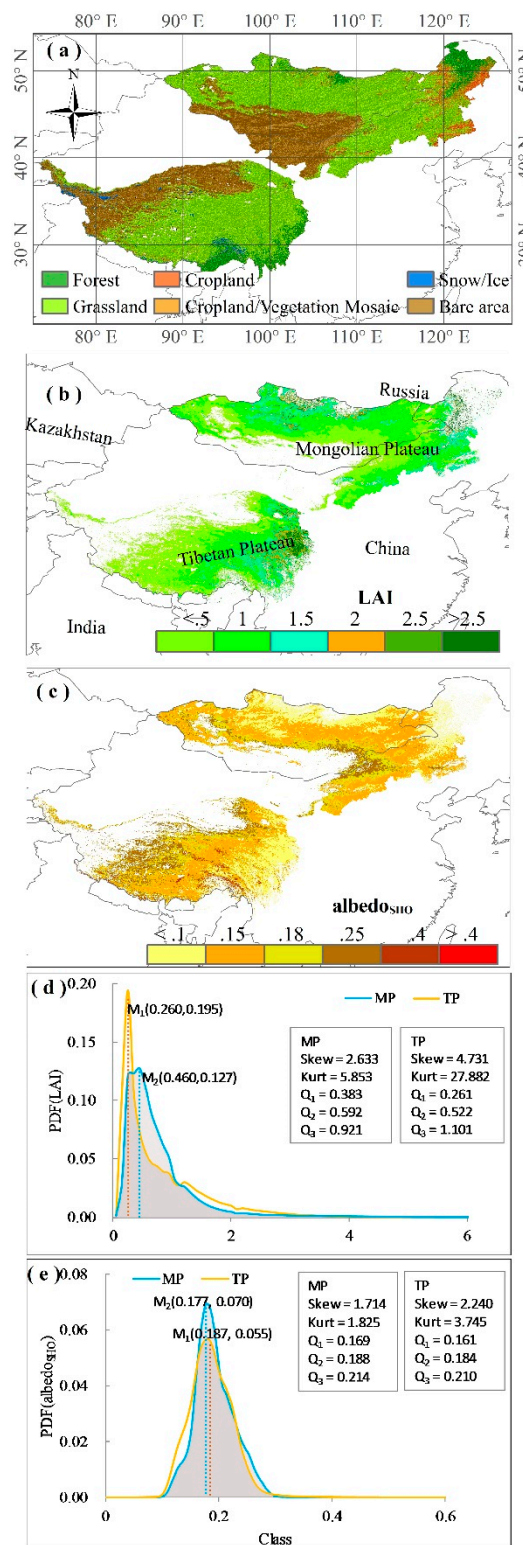 80° E 90° E 100° E 110° E 120° E
( a )
50° N 50° N
N
40° N 40° N
30° N 30° N
Forest Cropland Snow/Ice
Grassland Cropland/Vegetation Mosaic Bare area
80° E 90° E 100° E 110° E 120° E
( b )
Russia
Kazakhstan
Mongolian Plateau
Tibetan Plateau
China
LAI
India
<.5 1 1.5 2 2.5 >2.5
( c )
albedoSHO
<.1 .15 .18 .25 .4 >.4
( d )
MP TP
0.20
M1(0.260,0.195)
0.15
M2(0.460,0.127)
0.10
0.05
0.00
PDF(LAI)
MP
Skew = 2.633
Kurt = 5.853
Q1 = 0.383
Q2 = 0.592
Q3 = 0.921
TP
Skew = 4.731
Kurt = 27.882
Q1 = 0.261
Q2 = 0.522
Q3 = 1.101
0 2 4 6
( e )
MP TP
0.08
M2(0.177, 0.070)
0.06
M1(0.187, 0.055)
0.04
0.02
0.00
PDF(albedoSHO)
MP
Skew = 1.714
Kurt = 1.825
Q1 = 0.169
Q2 = 0.188
Q3 = 0.214
TP
Skew = 2.240
Kurt = 3.745
Q1 = 0.161
Q2 = 0.184
Q3 = 0.210
0 0.2 0.4 0.6
Class